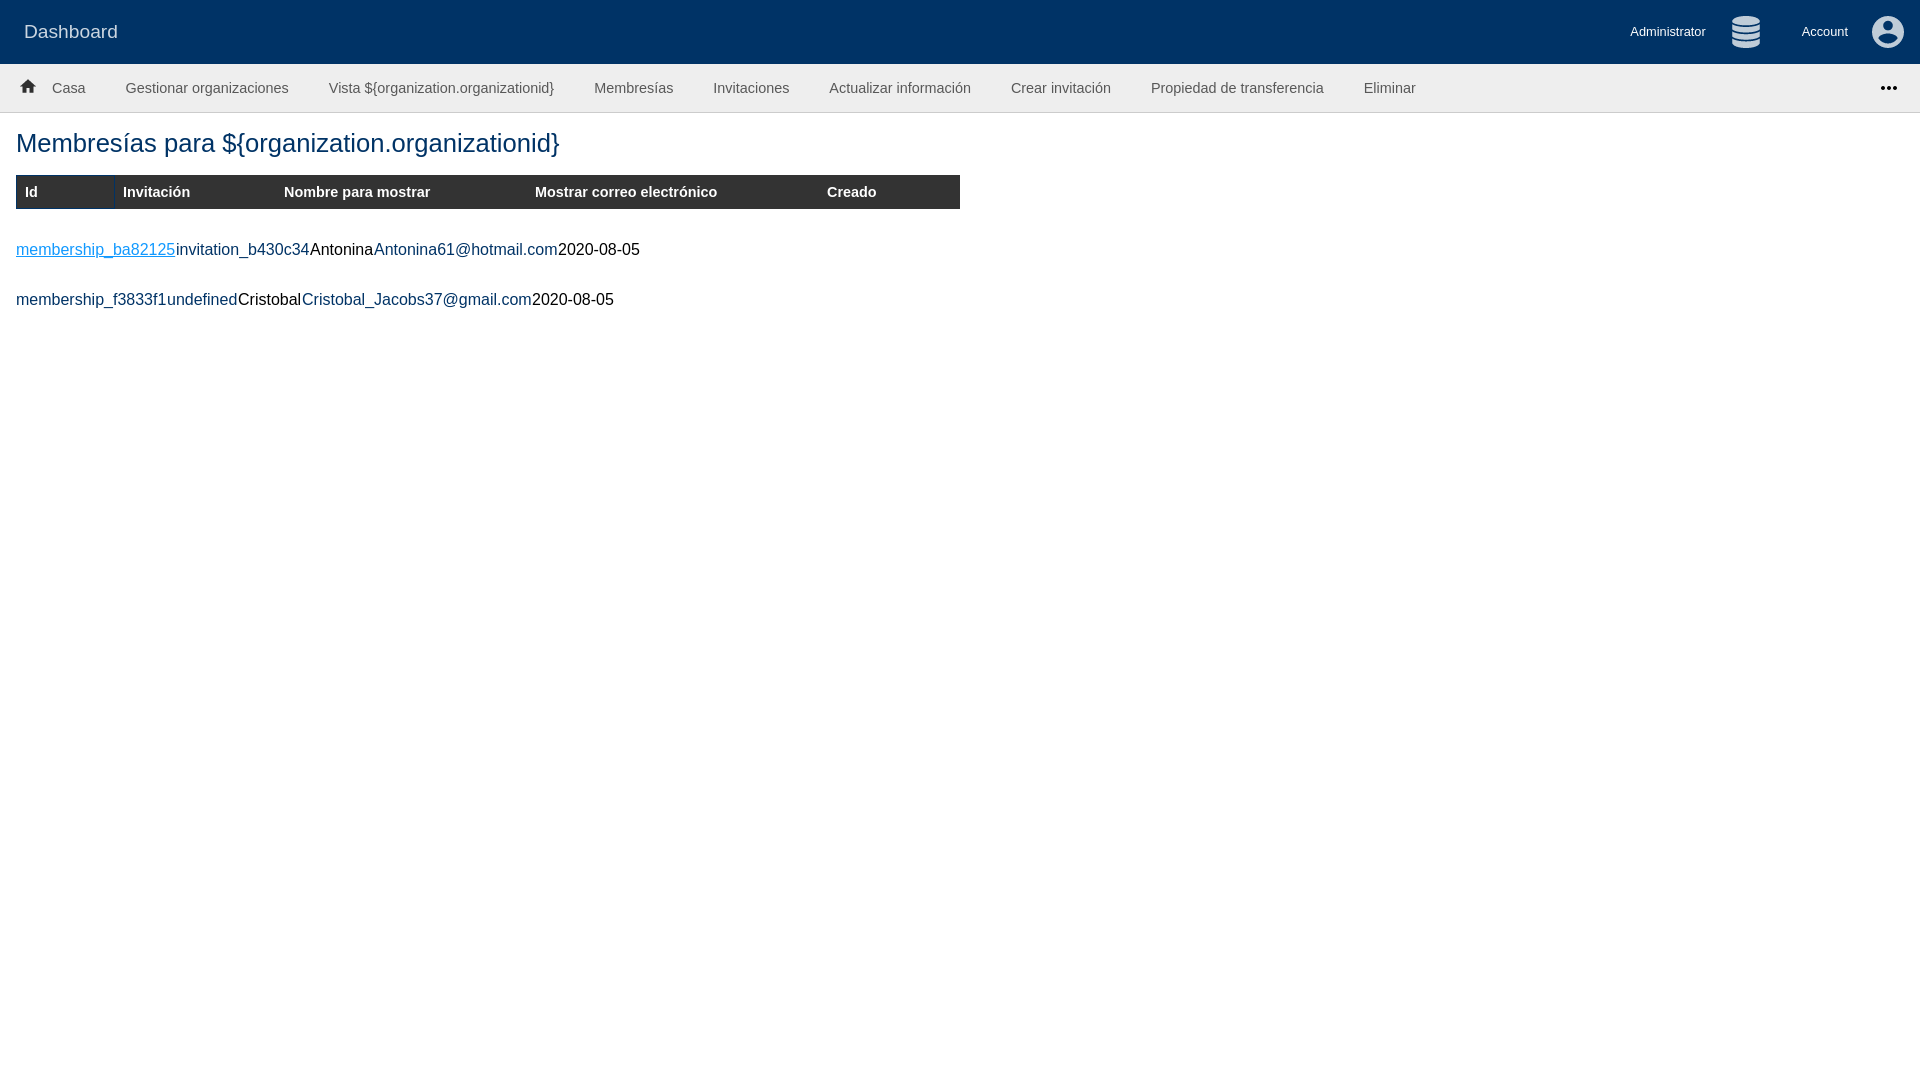 Dashboard Administrator Account
Casa Gestionar organizaciones Vista ${organization.organizationid} Membresías Invitaciones Actualizar información Crear invitación Propiedad de transferencia Eliminar
Membresías para ${organization.organizationid}
Id Invitación Nombre para mostrar Mostrar correo electrónico Creado
membership_ba82125invitation_b430c34AntoninaAntonina61@hotmail.com2020-08-05
membership_f3833f1undefinedCristobalCristobal_Jacobs37@gmail.com2020-08-05